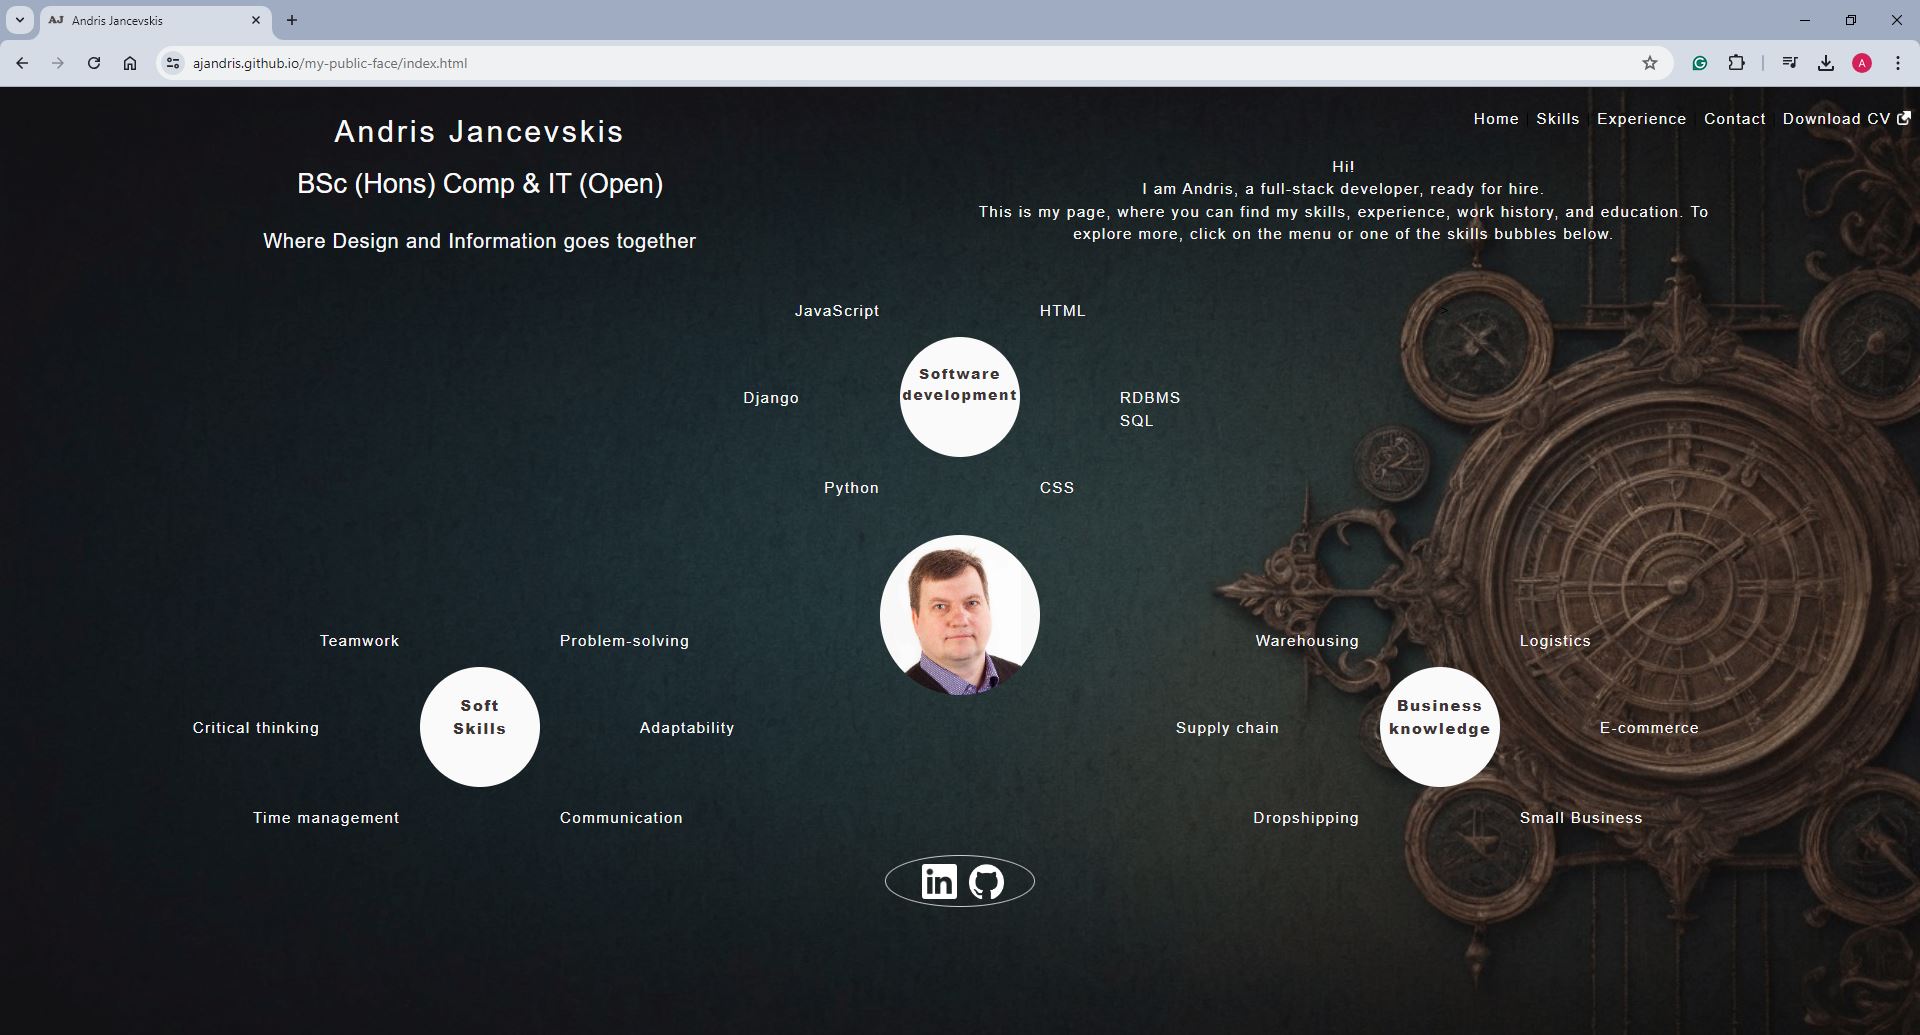 AJ Andris Jancevskis
ajandris.github.io/my-public-face/index.html
A
Andris Jancevskis
BSc (Hons) Comp & IT (Open)
Where Design and Information goes together
Home | Skills | Experience | Contact | Download CV
Hi!
I am Andris, a full-stack developer, ready for hire.
This is my page, where you can find my skills, experience, work history, and education. To
explore more, click on the menu or one of the skills bubbles below.
JavaScript
HTML
>
Software
development
Django
RDBMS
SQL
Python
CSS
Teamwork
Problem-solving
Soft
Skills
Critical thinking
Adaptability
Time management
Communication
Warehousing
Logistics
Business
knowledge
Supply chain
E-commerce
Dropshipping
Small Business
in